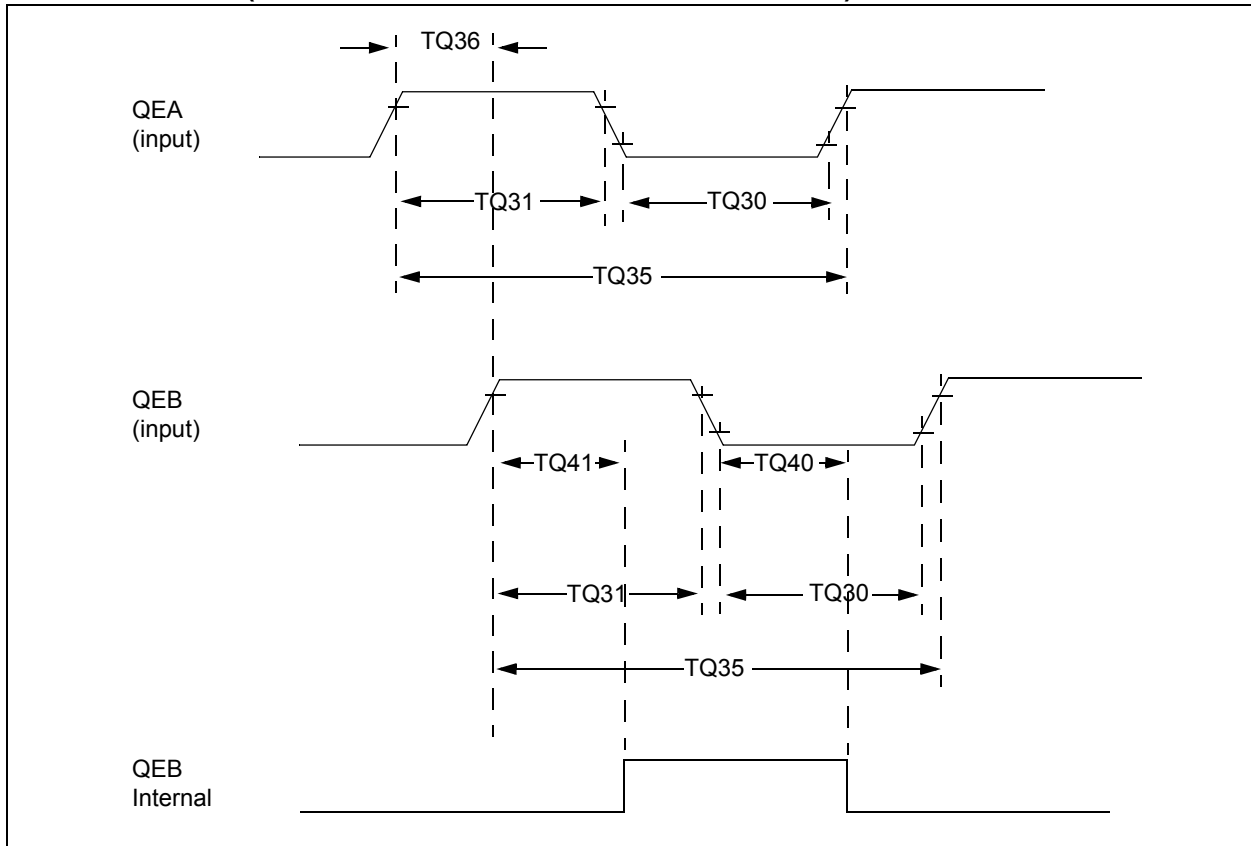 TQ36
QEA
(input)
TQ31
TQ30
TQ35
QEB
(input)
TQ41
TQ40
TQ31
TQ30
TQ35
QEB
Internal